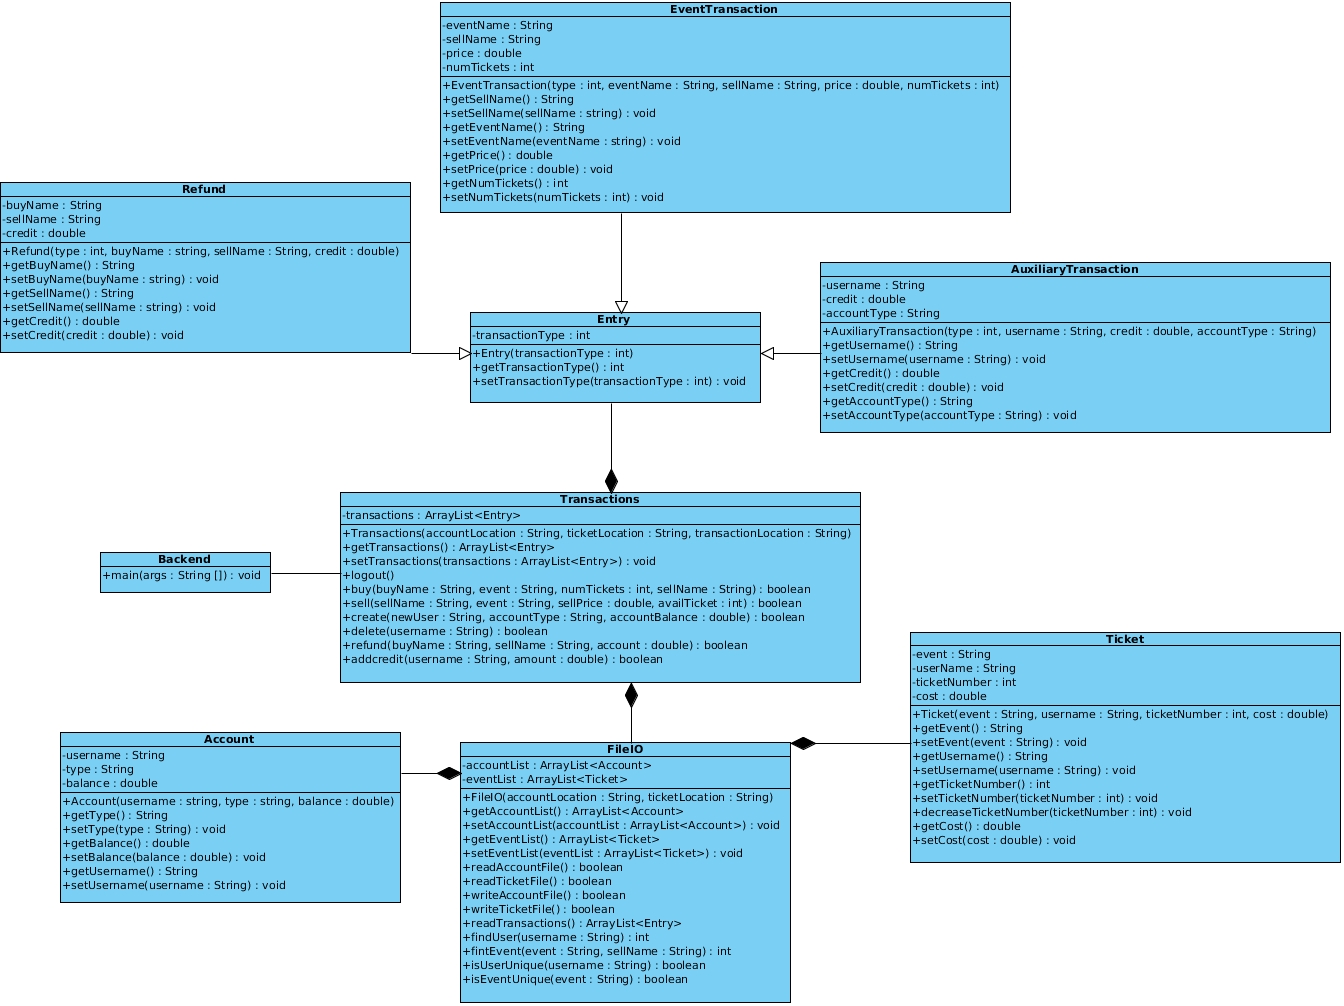 EventTransaction
-eventName : String
-sellName : String
-price : double
-numTickets : int
+EventTransaction(type : int, eventName : String, sellName : String, price : double, numTickets : int)
+getSellName() : String
+setSellName(sellName : string) : void
+getEventName() : String
+setEventName(eventName : string) : void
+getPrice() : double
+setPrice(price : double) : void
+getNumTickets() : int
+setNumTickets(numTickets : int) : void
Refund
-buyName : String
-sellName : String
-credit : double
+Refund(type : int, buyName : string, sellName : String, credit : double)
+getBuyName() : String
+setBuyName(buyName : string) : void
+getSellName() : String
+setSellName(sellName : string) : void
+getCredit() : double
+setCredit(credit : double) : void
AuxiliaryTransaction
-username : String
-credit : double
-accountType : String
+AuxiliaryTransaction(type : int, username : String, credit : double, accountType : String)
+getUsername() : String
+setUsername(username : String) : void
+getCredit() : double
+setCredit(credit : double) : void
+getAccountType() : String
+setAccountType(accountType : String) : void
Entry
-transactionType : int
+Entry(transactionType : int)
+getTransactionType() : int
+setTransactionType(transactionType : int) : void
Transactions
-transactions : ArrayList<Entry>
+Transactions(accountLocation : String, ticketLocation : String, transactionLocation : String)
+getTransactions() : ArrayList<Entry>
+setTransactions(transactions : ArrayList<Entry>) : void
+logout()
+buy(buyName : String, event : String, numTickets : int, sellName : String) : boolean
+sell(sellName : String, event : String, sellPrice : double, availTicket : int) : boolean
+create(newUser : String, accountType : String, accountBalance : double) : boolean
+delete(username : String) : boolean
+refund(buyName : String, sellName : String, account : double) : boolean
+addcredit(username : String, amount : double) : boolean
Backend
+main(args : String []) : void
Ticket
-event : String
-userName : String
-ticketNumber : int
-cost : double
+Ticket(event : String, username : String, ticketNumber : int, cost : double)
+getEvent() : String
+setEvent(event : String) : void
+getUsername() : String
+setUsername(username : String) : void
+getTicketNumber() : int
+setTicketNumber(ticketNumber : int) : void
+decreaseTicketNumber(ticketNumber : int) : void
+getCost() : double
+setCost(cost : double) : void
Account
-username : String
-type : String
-balance : double
+Account(username : string, type : string, balance : double)
+getType() : String
+setType(type : String) : void
+getBalance() : double
+setBalance(balance : double) : void
+getUsername() : String
+setUsername(username : String) : void
FileIO
-accountList : ArrayList<Account>
-eventList : ArrayList<Ticket>
+FileIO(accountLocation : String, ticketLocation : String)
+getAccountList() : ArrayList<Account>
+setAccountList(accountList : ArrayList<Account>) : void
+getEventList() : ArrayList<Ticket>
+setEventList(eventList : ArrayList<Ticket>) : void
+readAccountFile() : boolean
+readTicketFile() : boolean
+writeAccountFile() : boolean
+writeTicketFile() : boolean
+readTransactions() : ArrayList<Entry>
+findUser(username : String) : int
+fintEvent(event : String, sellName : String) : int
+isUserUnique(username : String) : boolean
+isEventUnique(event : String) : boolean